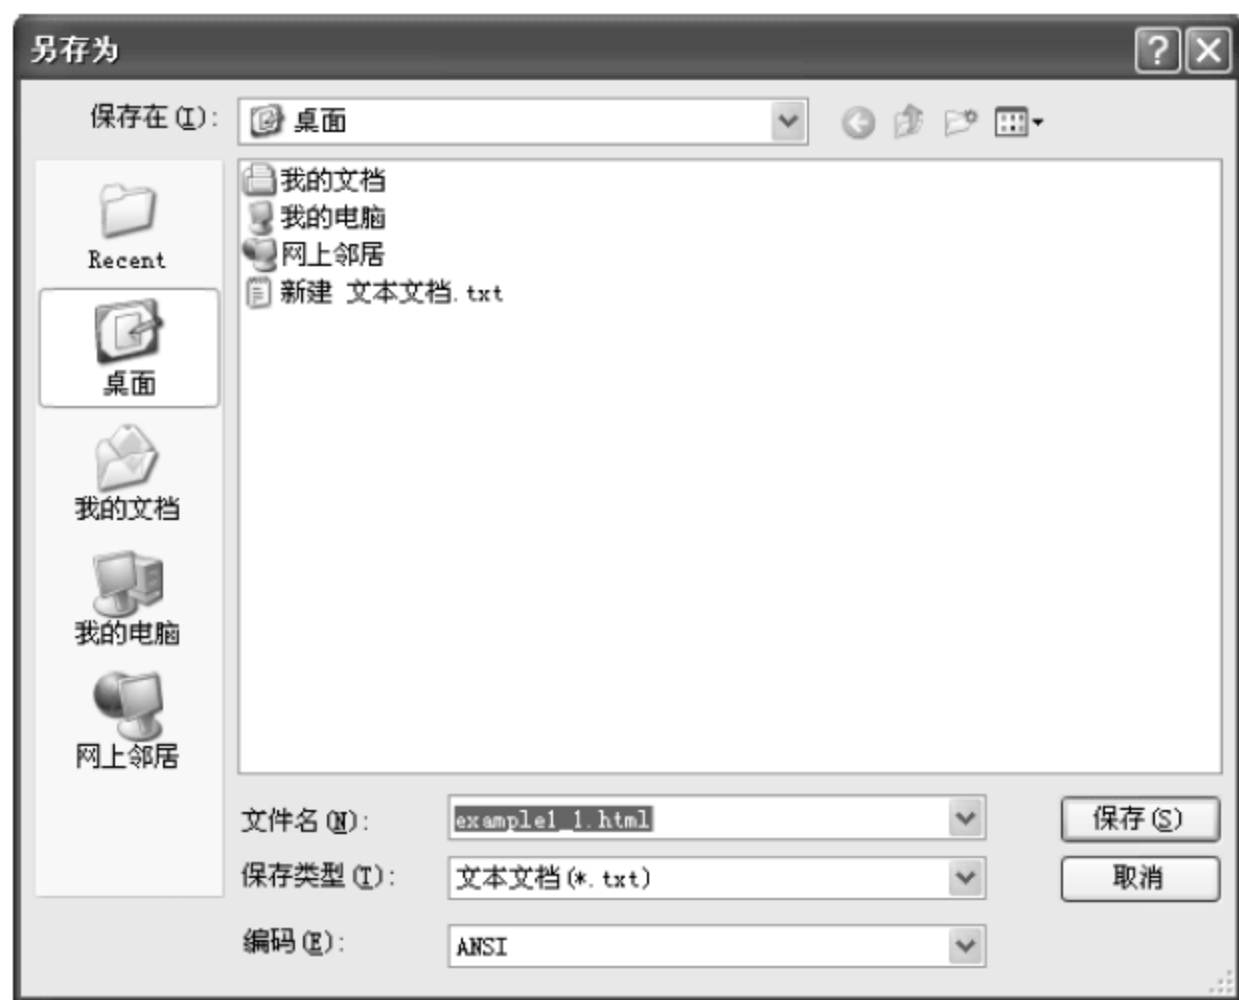 另存为
保存在(I):
桌面
我的文档
我的电脑
网上邻居
新建 文本文档.txt
Recent
桌面
我的文档
我的电脑
网上邻居
文件名(N):
example1_1.html
保存(S)
保存类型(T):
文本文档(*.txt)
取消
编码(E):
ANSI